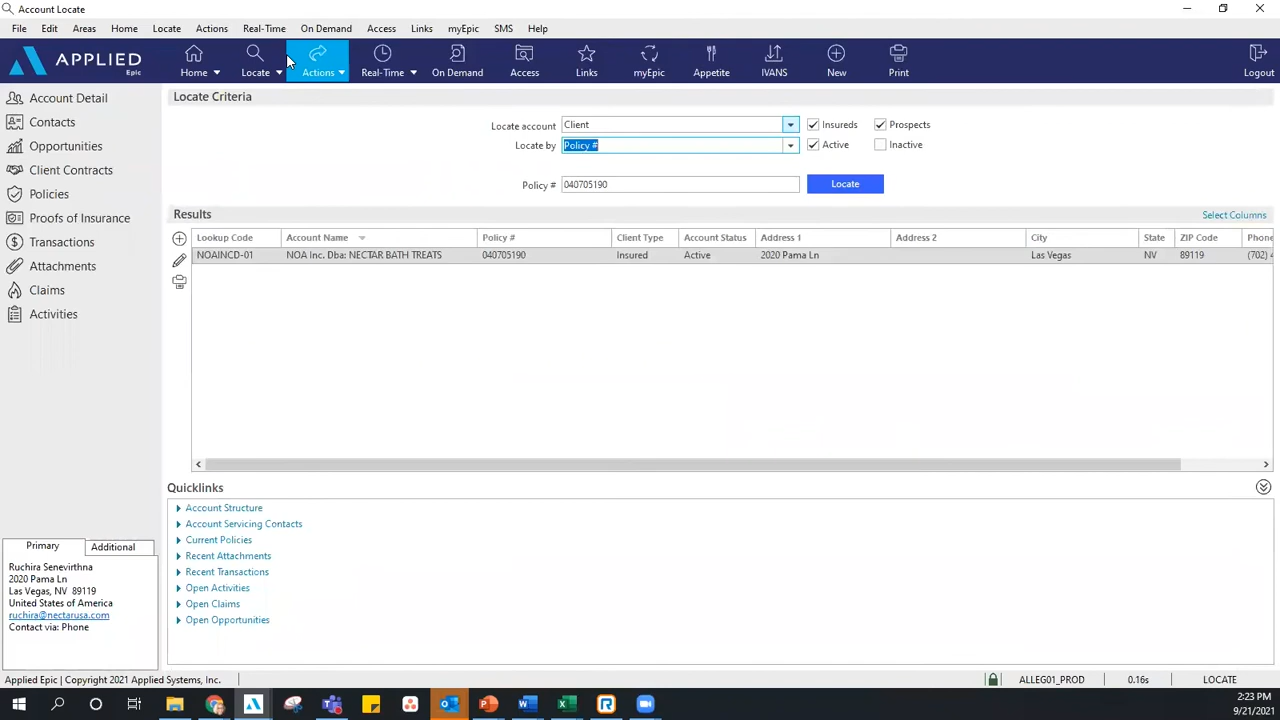 Account Locate
File Edit Areas Home Locate Actions Real-Time On Demand Access Links myEpic SMS Help
APPLIED
Epic
Home Locate Actions Real-Time On Demand Access Links myEpic Appetite IVANS New Print Logout
Account Detail
Contacts
Opportunities
Client Contracts
Policies
Proofs of Insurance
Transactions
Attachments
Claims
Activities
Locate Criteria
Locate account Client Insureds Prospects
Locate by Policy # Active Inactive
Policy # 040705190 Locate
Results Select Columns
Lookup Code Account Name Policy # Client Type Account Status Address 1 Address 2 City State ZIP Code Phone
NOAINCD-01 NOA Inc. Dba: NECTAR BATH TREATS 040705190 Insured Active 2020 Pama Ln Las Vegas NV 89119 (702) 4
Quicklinks
Account Structure
Account Servicing Contacts
Current Policies
Recent Attachments
Recent Transactions
Open Activities
Open Claims
Open Opportunities
Primary Additional
Ruchira Senevirthna
2020 Pama Ln
Las Vegas, NV 89119
United States of America
ruchira@nectarusa.com
Contact via: Phone
Applied Epic | Copyright 2021 Applied Systems, Inc. ALLEG01_PROD 0.16s LOCATE
2:23 PM
9/21/2021